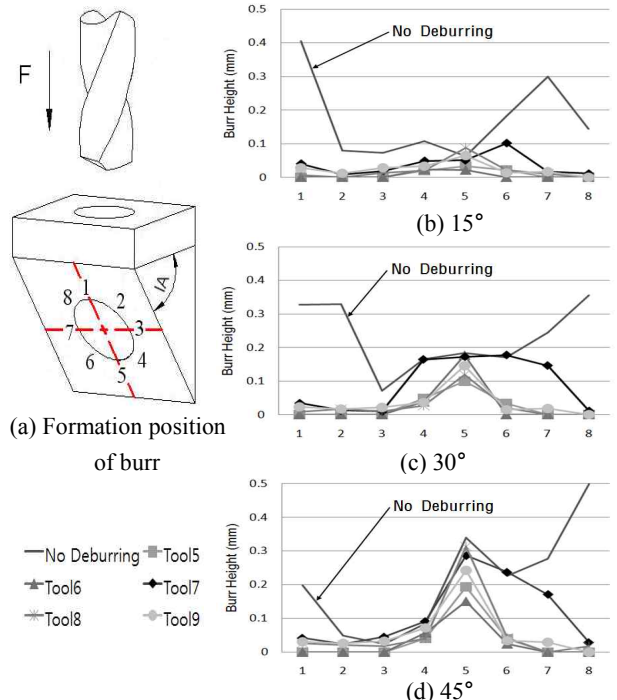 F
IA
1
2
3
4
5
6
7
8
(a) Formation position
of burr
No Deburring
Tool5
Tool6
Tool7
Tool8
Tool9
Burr Height (mm)
0.5
0.4
0.3
0.2
0.1
0
No Deburring
1 2 3 4 5 6 7 8
(b) 15°
Burr Height (mm)
0.5
0.4
0.3
0.2
0.1
0
No Deburring
1 2 3 4 5 6 7 8
(c) 30°
Burr Height (mm)
0.5
0.4
0.3
0.2
0.1
0
No Deburring
1 2 3 4 5 6 7 8
(d) 45°